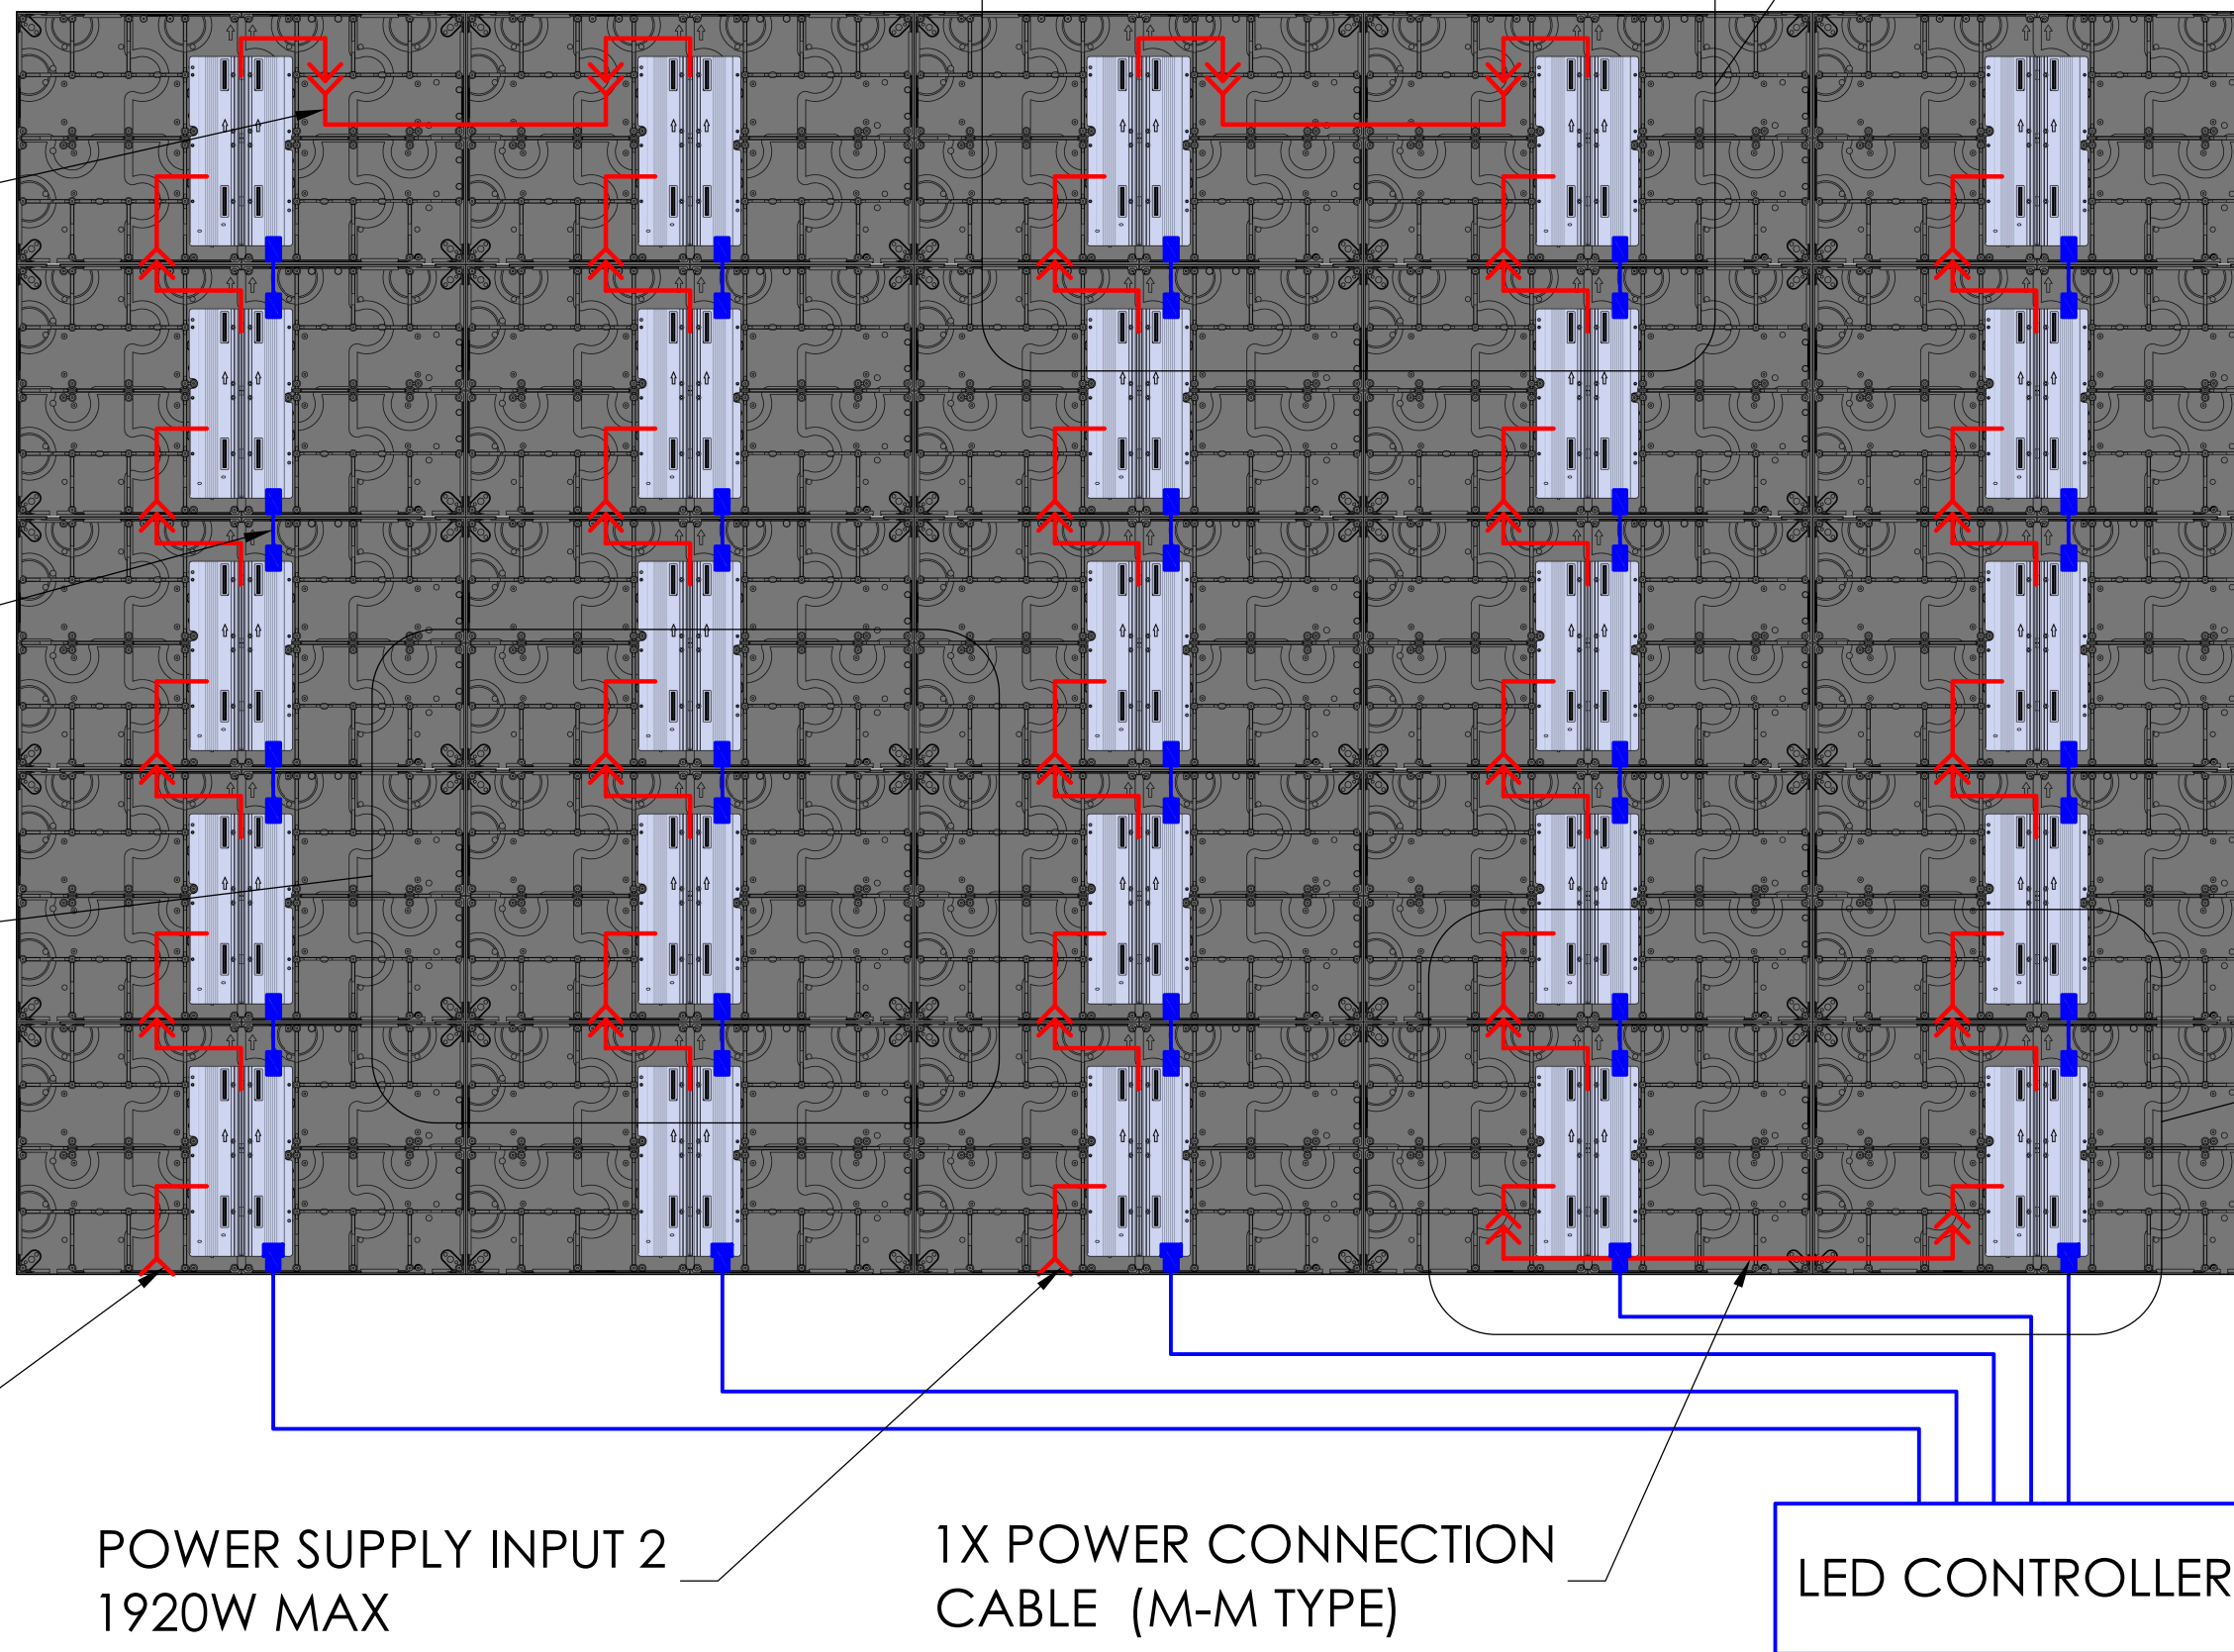 POWER SUPPLY INPUT 2
1920W MAX
1X POWER CONNECTION
CABLE (M-M TYPE)
LED CONTROLLER